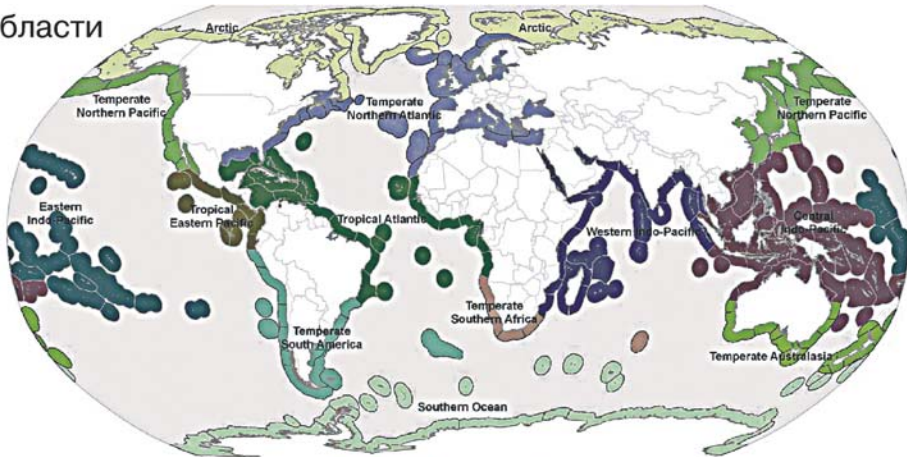 бласти
Arctic
Arctic
Temperate
Northern Pacific
Temperate
Northern Atlantic
Temperate
Northern Pacific
Eastern
Indo-Pacific
Tropical
Eastern Pacific
Tropical Atlantic
Western Indo-Pacific
Central
Indo-Pacific
Temperate
South America
Temperate
Southern Africa
Temperate Australasia
Southern Ocean